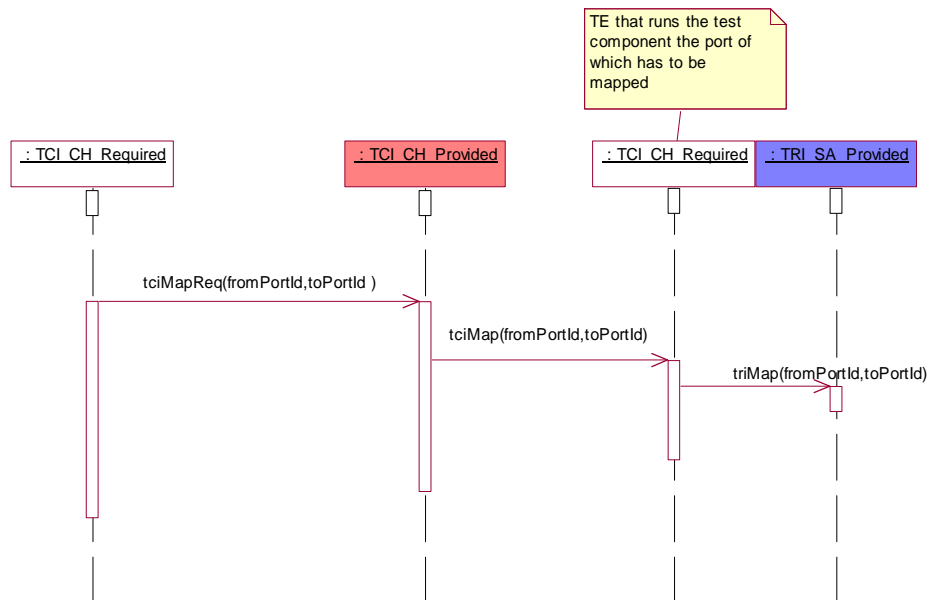 TE that runs the test
component the port of
which has to be
mapped
: TCI_CH_Required
: TCI_CH_Provided
: TCI_CH_Required
: TRI_SA_Provided
tciMapReq(fromPortId,toPortId )
tciMap(fromPortId,toPortId)
triMap(fromPortId,toPortId)